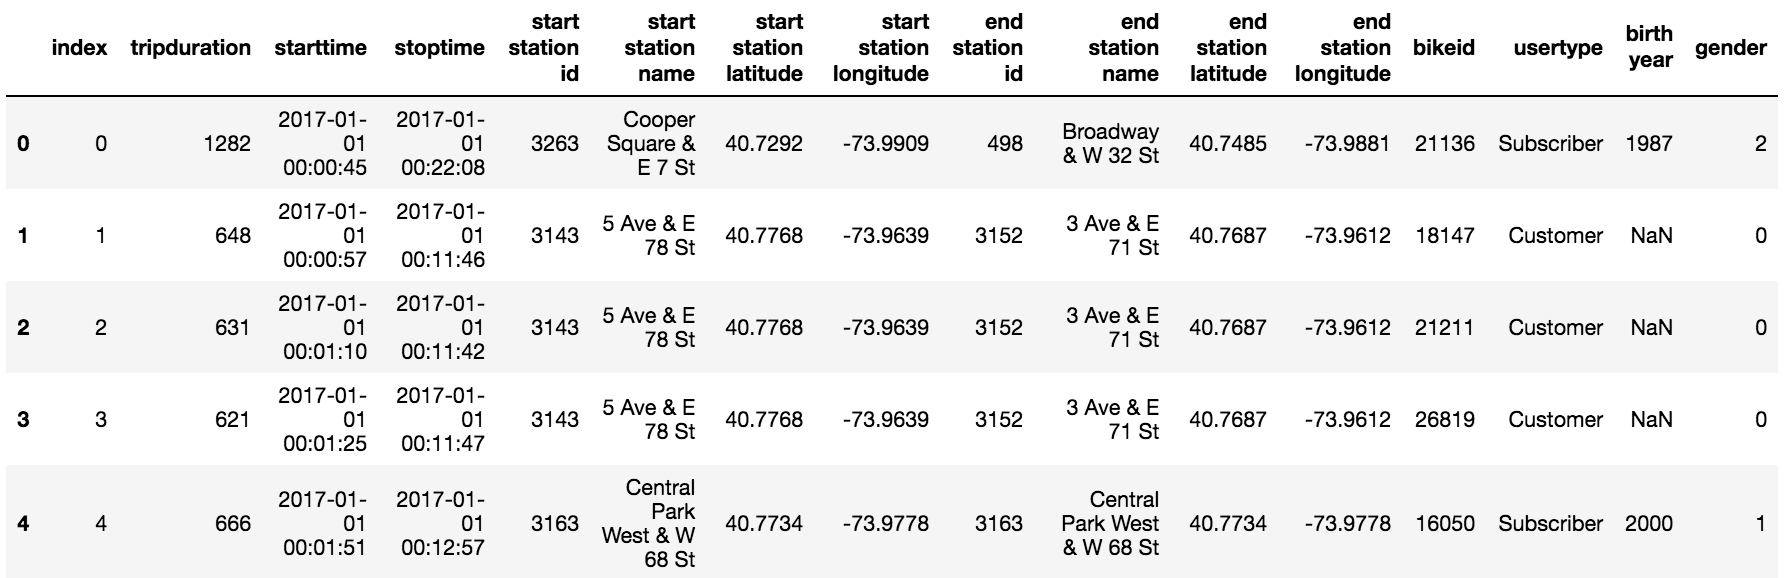 index tripduration starttime stoptime start station id start station name start station latitude start station longitude end station id end station name end station latitude end station longitude bikeid usertype birth year gender
0 0 1282 2017-01-01 00:00:45 2017-01-01 00:22:08 3263 Cooper Square & E 7 St 40.7292 -73.9909 498 Broadway & W 32 St 40.7485 -73.9881 21136 Subscriber 1987 2
1 1 648 2017-01-01 00:00:57 2017-01-01 00:11:46 3143 5 Ave & E 78 St 40.7768 -73.9639 3152 3 Ave & E 71 St 40.7687 -73.9612 18147 Customer NaN 0
2 2 631 2017-01-01 00:01:10 2017-01-01 00:11:42 3143 5 Ave & E 78 St 40.7768 -73.9639 3152 3 Ave & E 71 St 40.7687 -73.9612 21211 Customer NaN 0
3 3 621 2017-01-01 00:01:25 2017-01-01 00:11:47 3143 5 Ave & E 78 St 40.7768 -73.9639 3152 3 Ave & E 71 St 40.7687 -73.9612 26819 Customer NaN 0
4 4 666 2017-01-01 00:01:51 2017-01-01 00:12:57 3163 Central Park West & W 68 St 40.7734 -73.9778 3163 Central Park West & W 68 St 40.7734 -73.9778 16050 Subscriber 2000 1